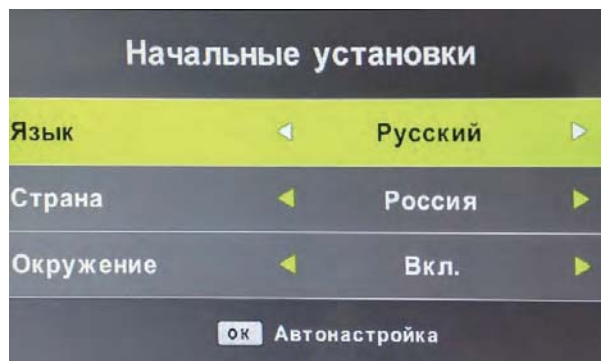 Начальные установки
Язык Русский
Страна Россия
Окружение Вкл.
OK Автонастройка